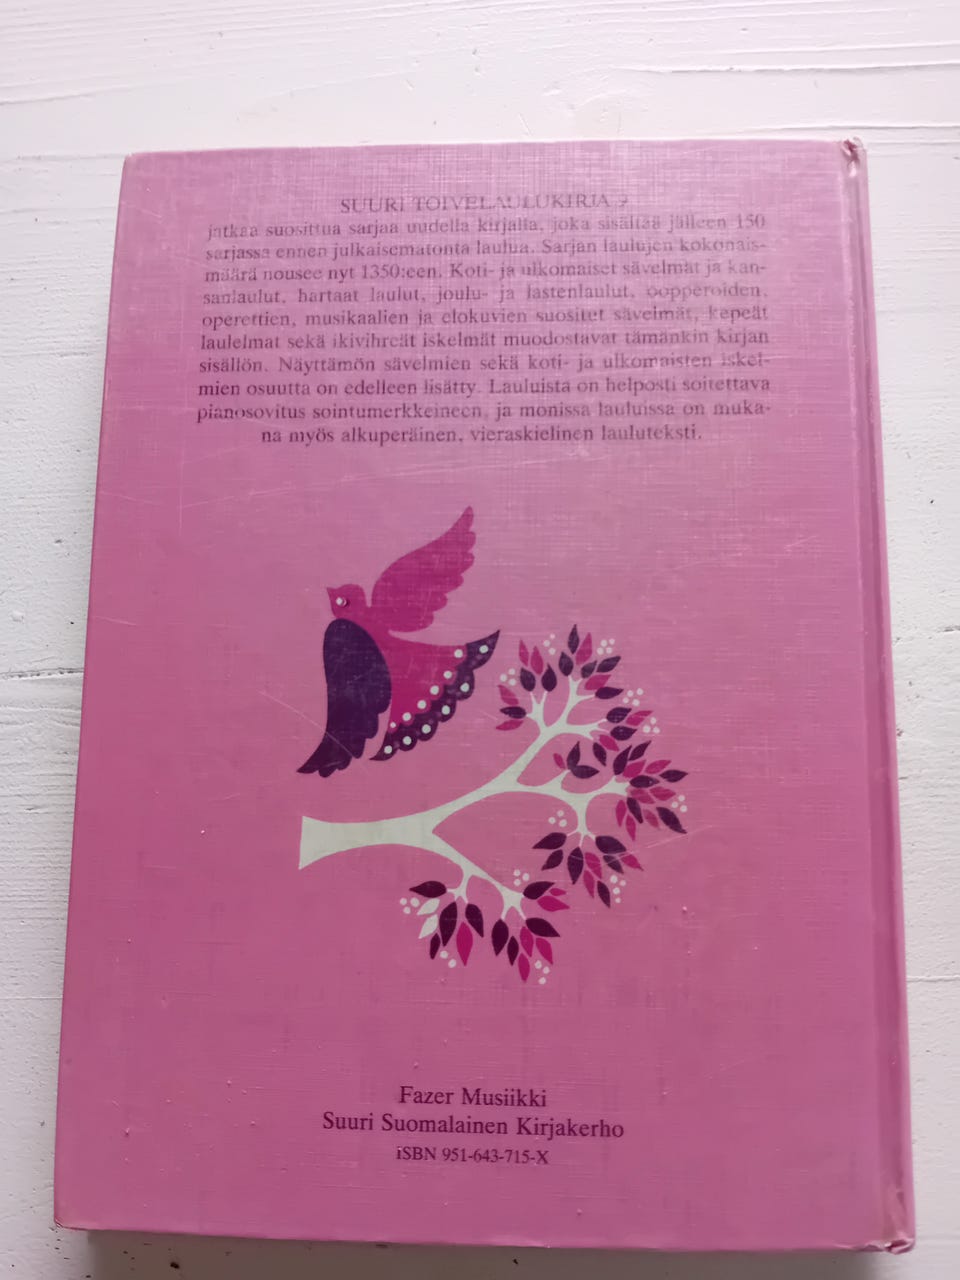 SUURI TOIVELAULUKIRJA 9
jatkaa suosittua sarjaa uudella kirjalla, joka sisältää jälleen 150
sarjassa ennen julkaisematonta laulua. Sarjan laulujen kokonais-
määrä nousee nyt 1350:een. Koti- ja ulkomaiset sävelmät ja kan-
sanlaulut, hartaat laulut, joulu- ja lastenlaulut, oopperoiden,
operettien, musikaalien ja elokuvien suositut sävelmät, kepeät
laulelmat sekä ikivihreät iskelmät muodostavat tämänkin kirjan
sisällön. Näyttämön sävelmien sekä koti- ja ulkomaisten iskel-
mien osuutta on edelleen lisätty. Lauluista on helposti soitettava
pianosovitus sointumerkkeineen, ja monissa lauluissa on muka-
na myös alkuperäinen, vieraskielinen lauluteksti.
Fazer Musiikki
Suuri Suomalainen Kirjakerho
ISBN 951-643-715-X